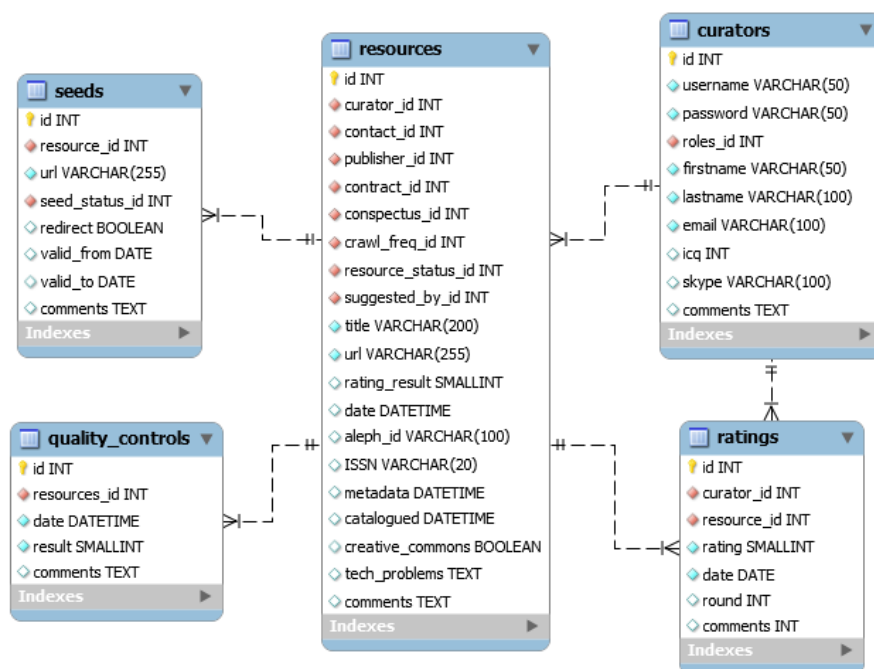 seeds
id INT
resource_id INT
url VARCHAR(255)
seed_status_id INT
redirect BOOLEAN
valid_from DATE
valid_to DATE
comments TEXT
Indexes
quality_controls
id INT
resources_id INT
date DATETIME
result SMALLINT
comments TEXT
Indexes
resources
id INT
curator_id INT
contact_id INT
publisher_id INT
contract_id INT
conspectus_id INT
crawl_freq_id INT
resource_status_id INT
suggested_by_id INT
title VARCHAR(200)
url VARCHAR(255)
rating_result SMALLINT
date DATETIME
aleph_id VARCHAR(100)
ISSN VARCHAR(20)
metadata DATETIME
catalogued DATETIME
creative_commons BOOLEAN
tech_problems TEXT
comments TEXT
Indexes
curators
id INT
username VARCHAR(50)
password VARCHAR(50)
roles_id INT
firstname VARCHAR(50)
lastname VARCHAR(100)
email VARCHAR(100)
icq INT
skype VARCHAR(100)
comments TEXT
Indexes
ratings
id INT
curator_id INT
resource_id INT
rating SMALLINT
date DATE
round INT
comments INT
Indexes